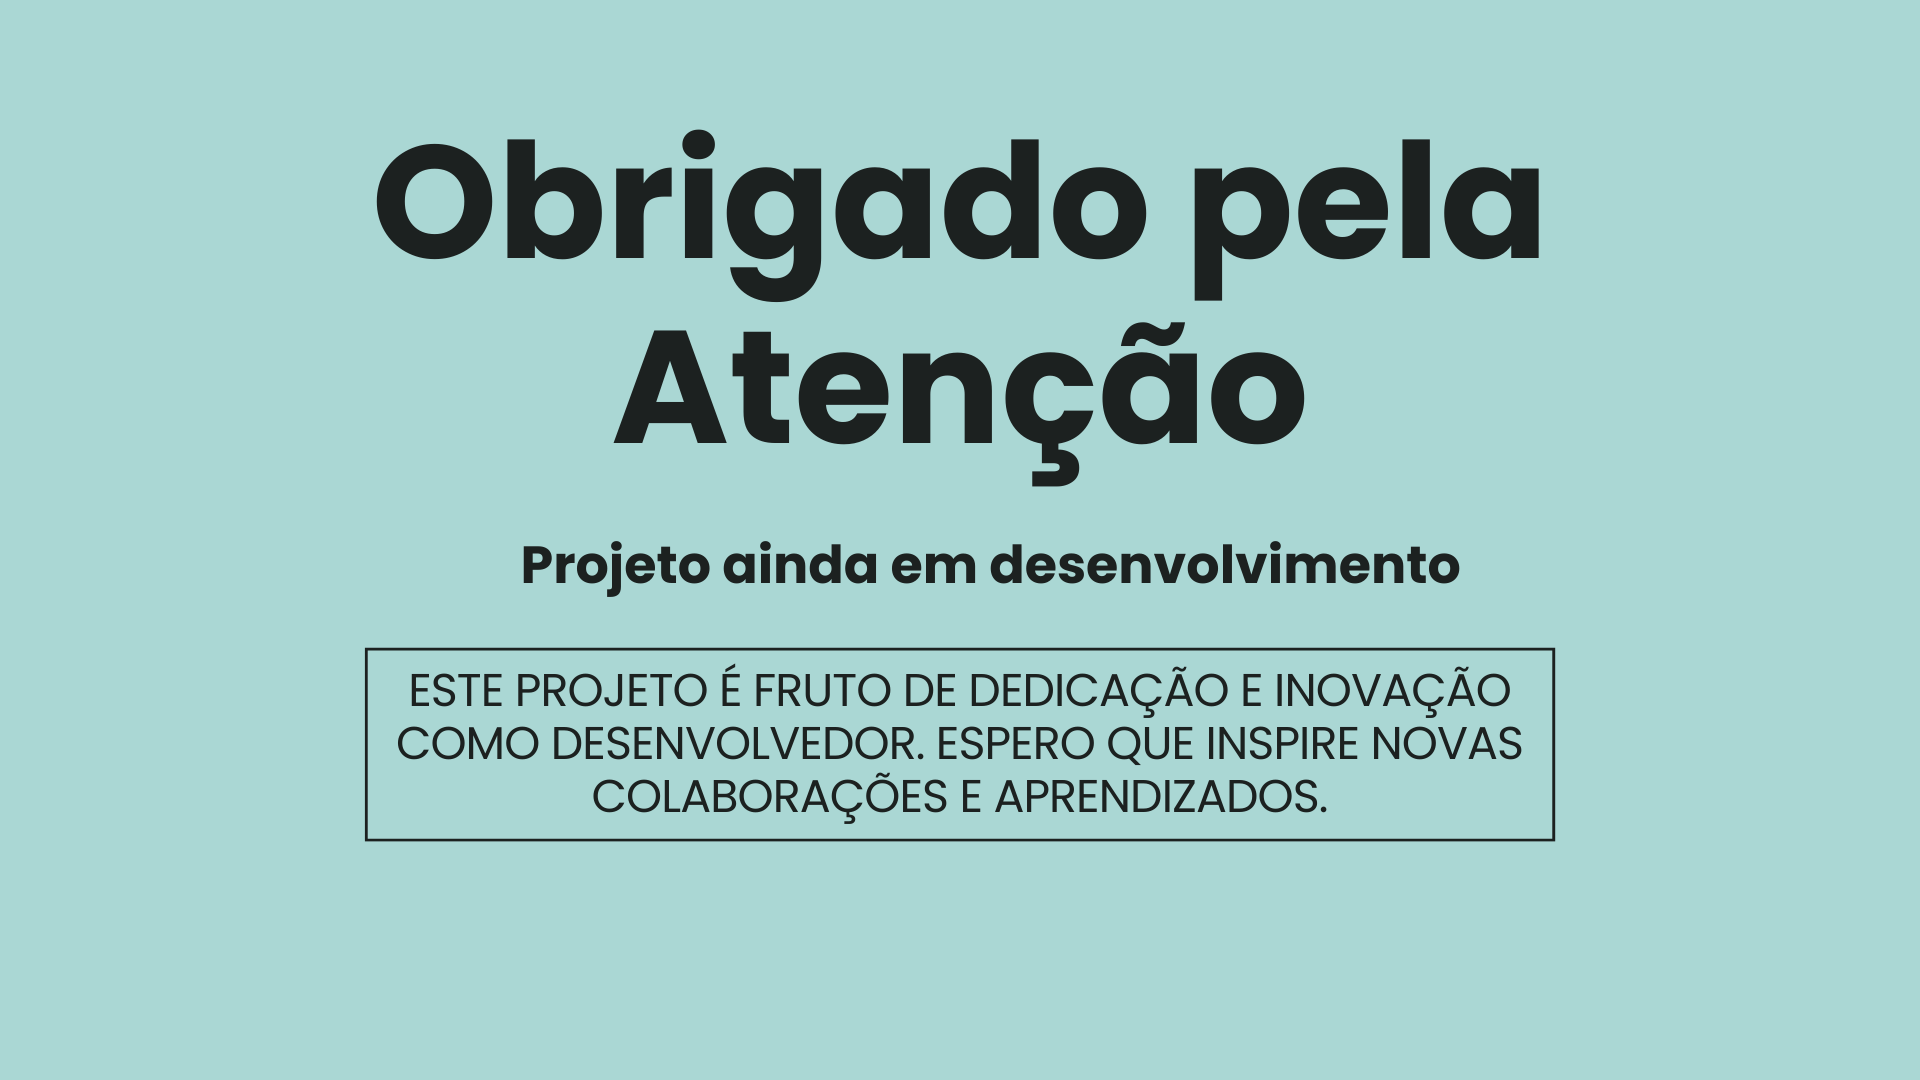 Obrigado pela
Atenção
Projeto ainda em desenvolvimento
ESTE PROJETO É FRUTO DE DEDICAÇÃO E INOVAÇÃO
COMO DESENVOLVEDOR. ESPERO QUE INSPIRE NOVAS
COLABORAÇÕES E APRENDIZADOS.